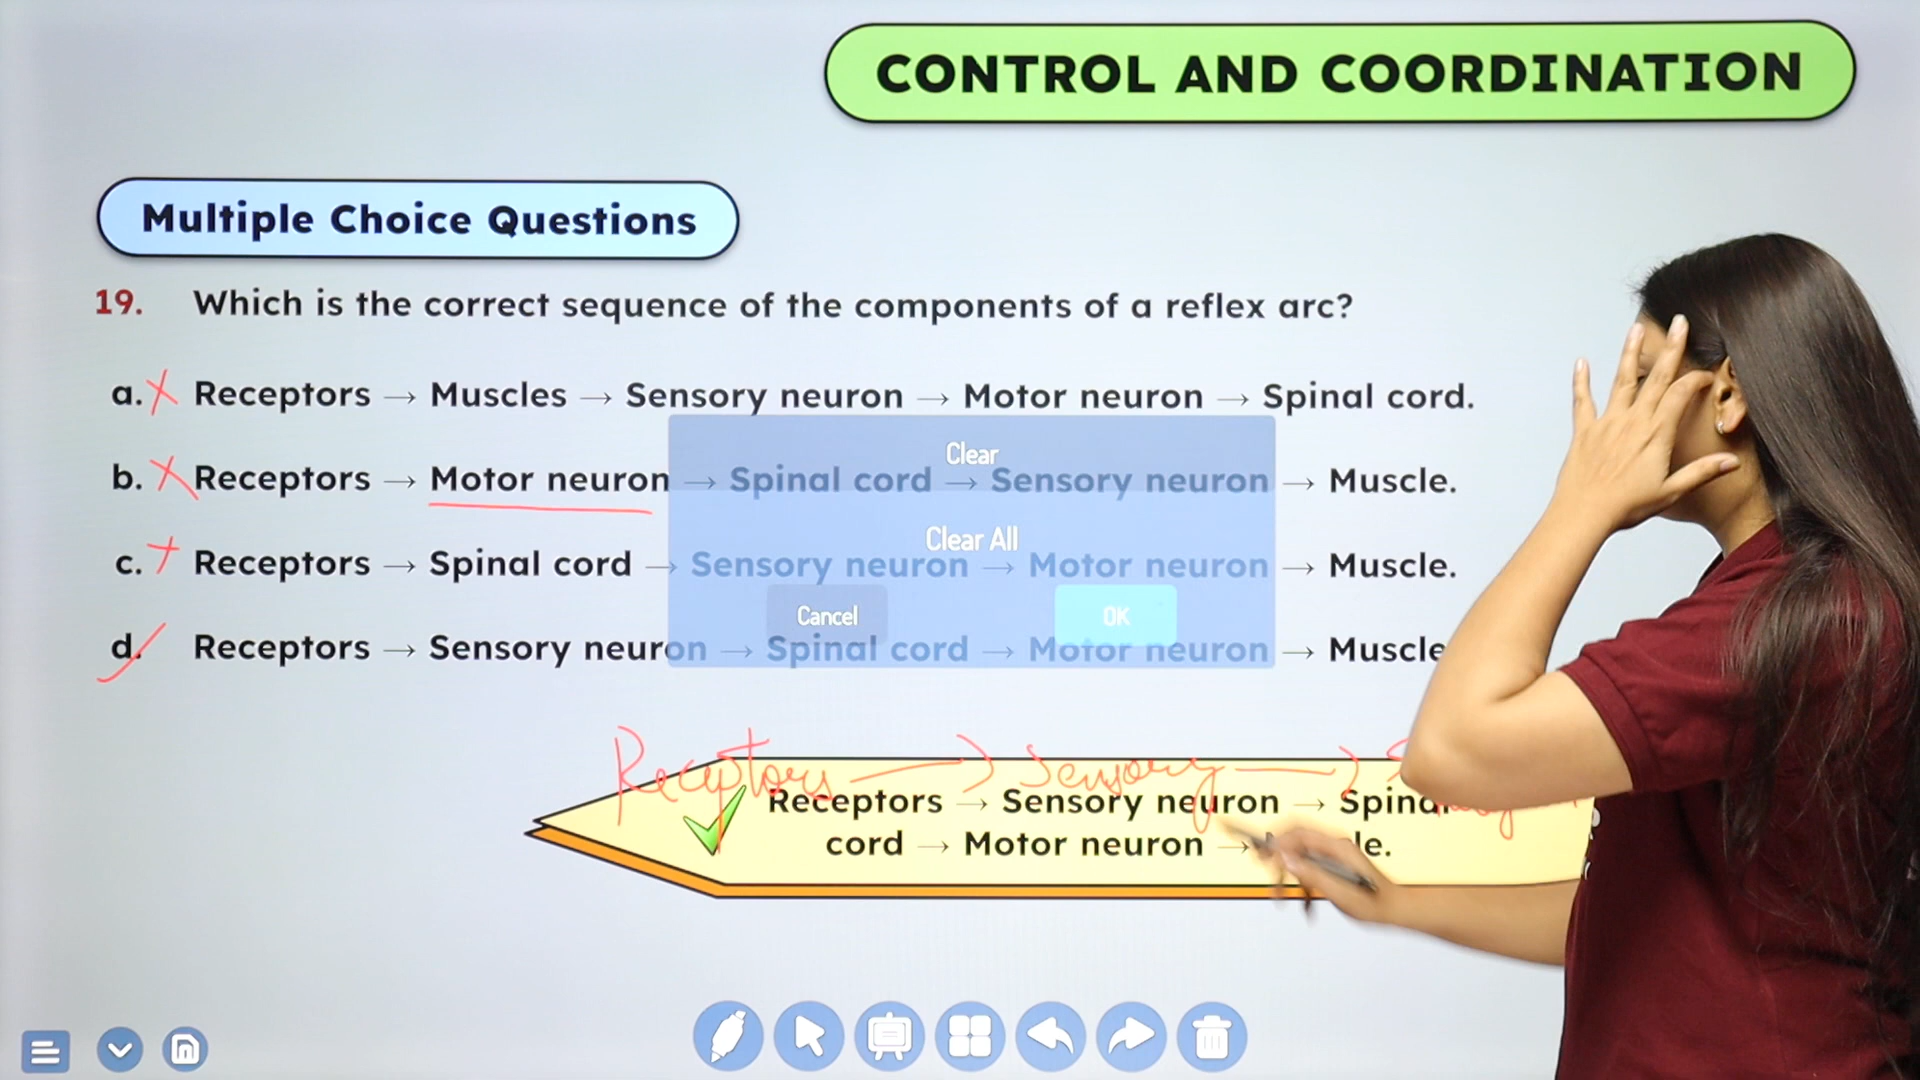 CONTROL AND COORDINATION
Multiple Choice Questions
19. Which is the correct sequence of the components of a reflex arc?
a. Receptors → Muscles → Sensory neuron → Motor neuron → Spinal cord.
b. Receptors → Motor neuron → Spinal cord → Sensory neuron → Muscle.
c. Receptors → Spinal cord → Sensory neuron → Motor neuron → Muscle.
d. Receptors → Sensory neuron → Spinal cord → Motor neuron → Muscle
Clear
Clear All
Cancel OK
Receptors → Sensory →
Receptors → Sensory neuron →
cord → Motor neuron →